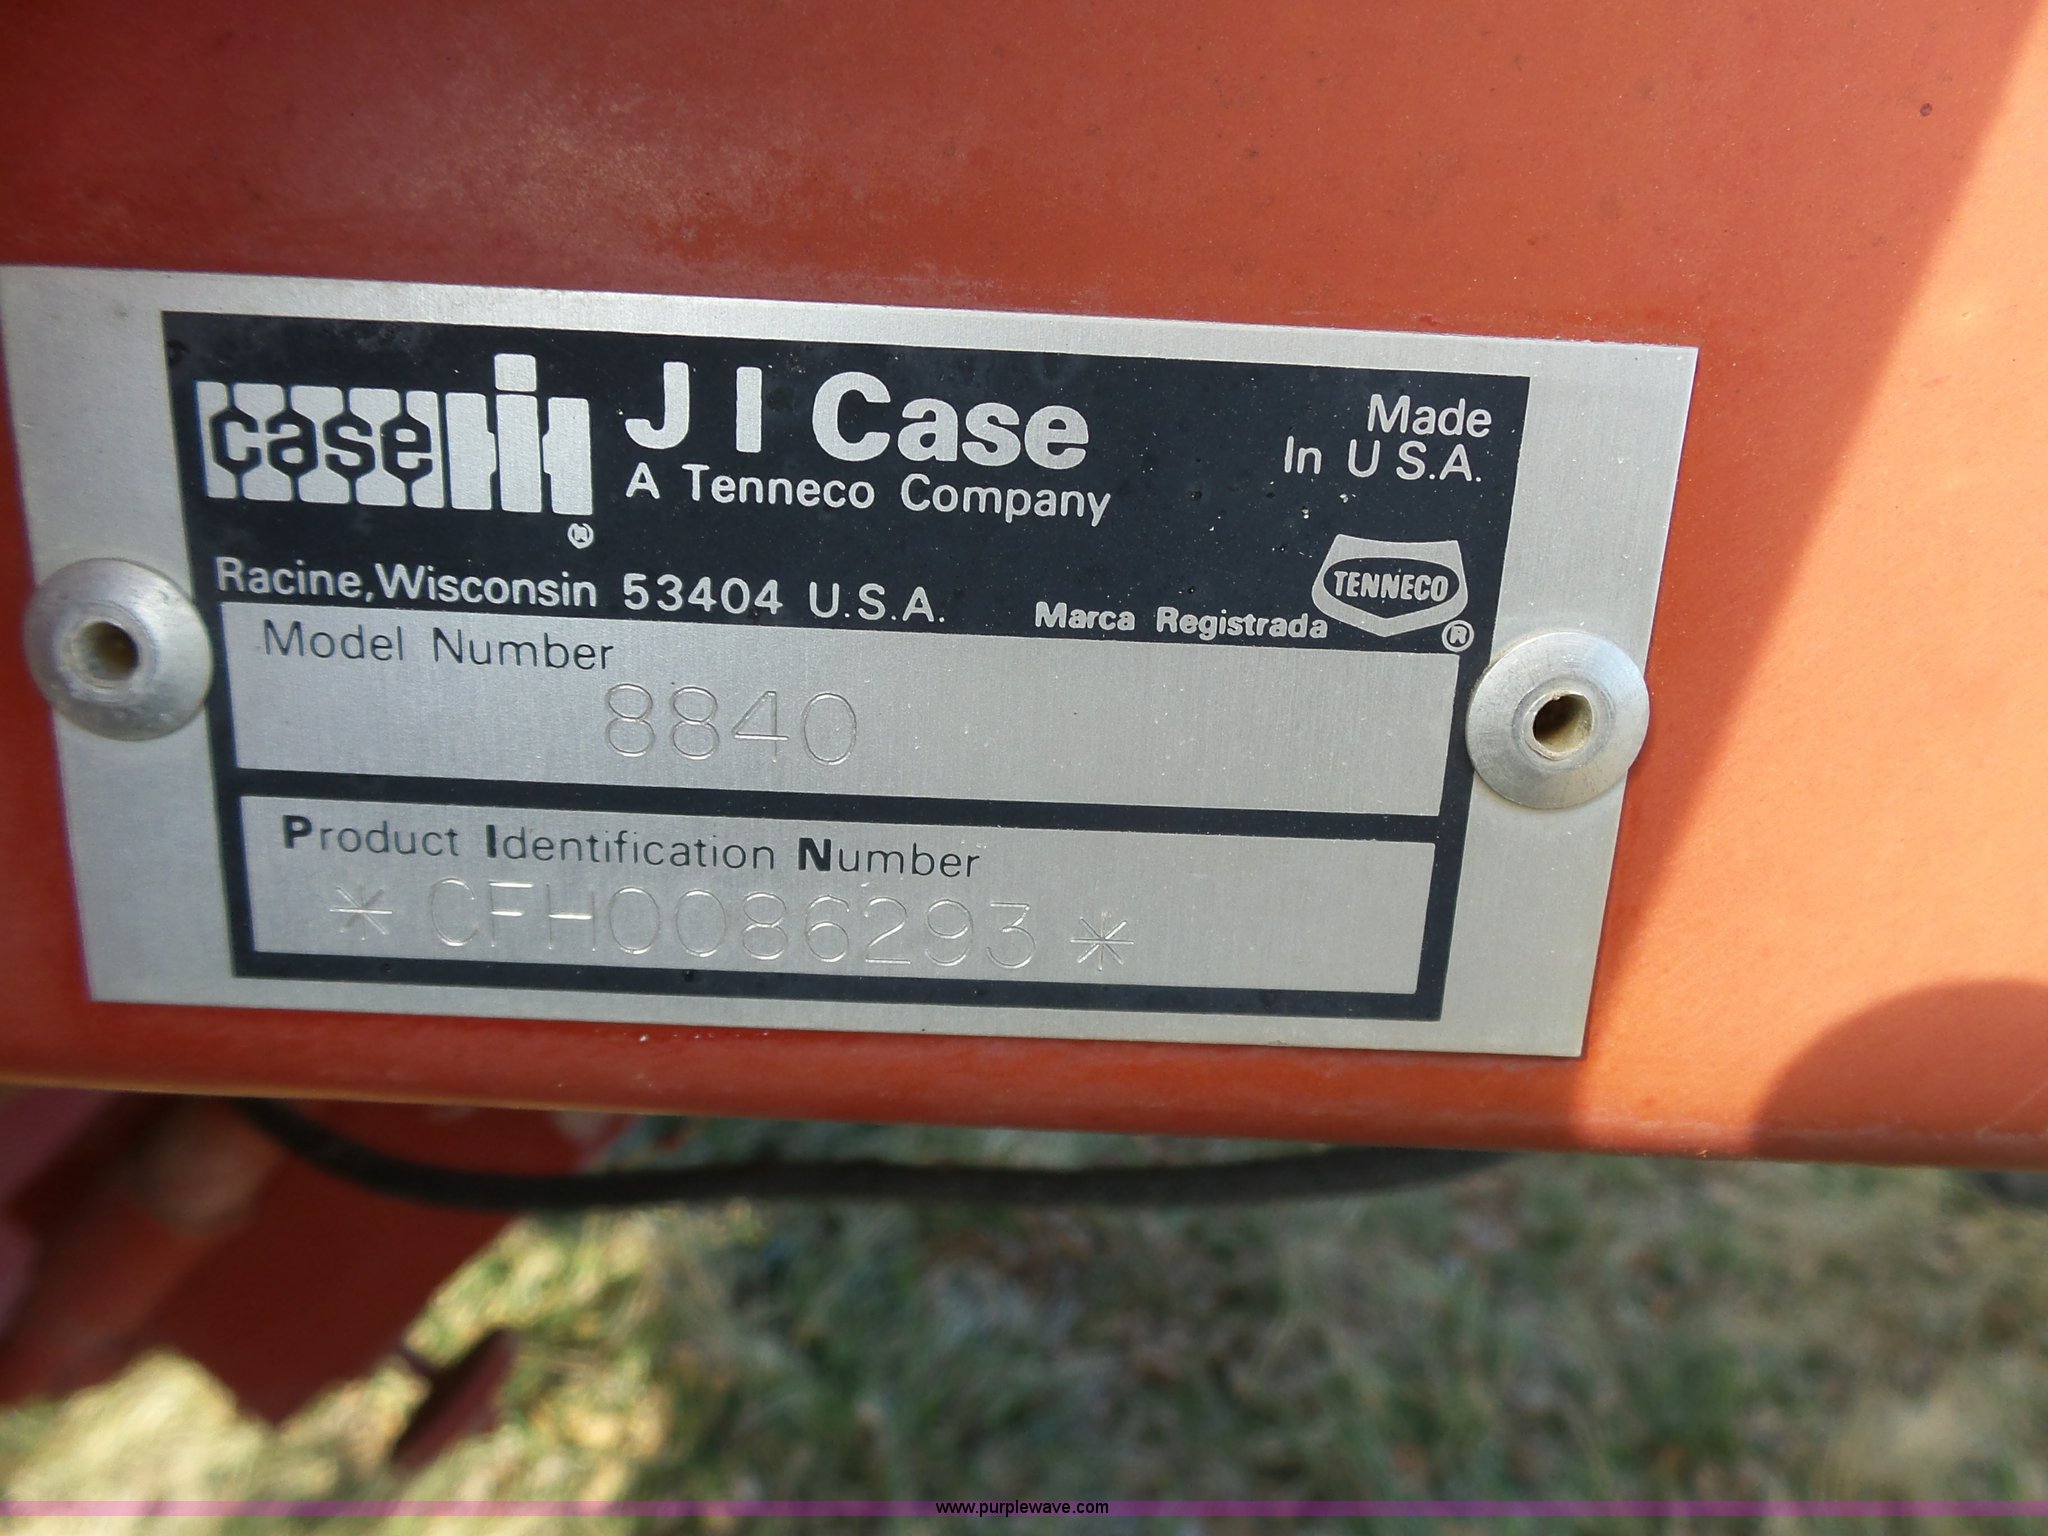 case IH ®
J I Case
A Tenneco Company
Made
In U S.A.
Racine, Wisconsin 53404 U.S.A.
Marca Registrada
TENNECO ®
Model Number
8840
Product Identification Number
*CFH0086293*
www.purplewave.com